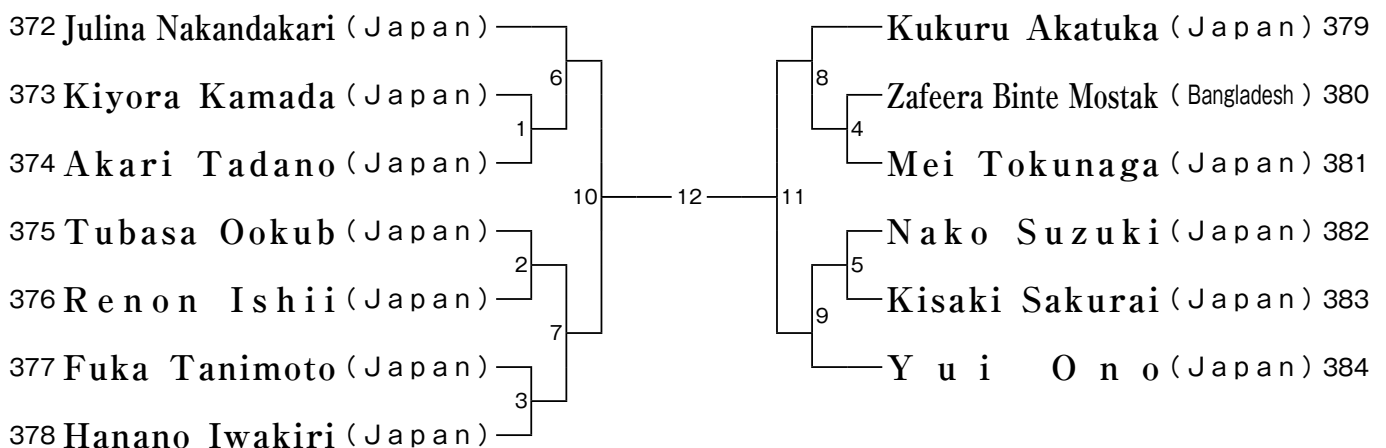 372 Julina Nakandakari (Japan)
6
373 Kiyora Kamada (Japan)
1
374 Akari Tadano (Japan)
10
375 Tubasa Ookub (Japan)
2
376 Renon Ishii (Japan)
7
377 Fuka Tanimoto (Japan)
3
378 Hanano Iwakiri (Japan)
12
Kukuru Akatuka (Japan) 379
8
Zafeera Binte Mostak (Bangladesh) 380
4
Mei Tokunaga (Japan) 381
11
Nako Suzuki (Japan) 382
5
Kisaki Sakurai (Japan) 383
9
Yui Ono (Japan) 384